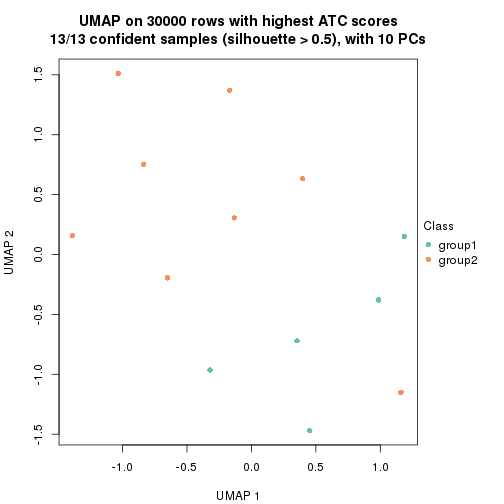 UMAP on 30000 rows with highest ATC scores
13/13 confident samples (silhouette > 0.5), with 10 PCs
1.5
1.0
0.5
0.0
-0.5
-1.0
-1.5
UMAP 2
Class
group1
group2
-1.0 -0.5 0.0 0.5 1.0
UMAP 1